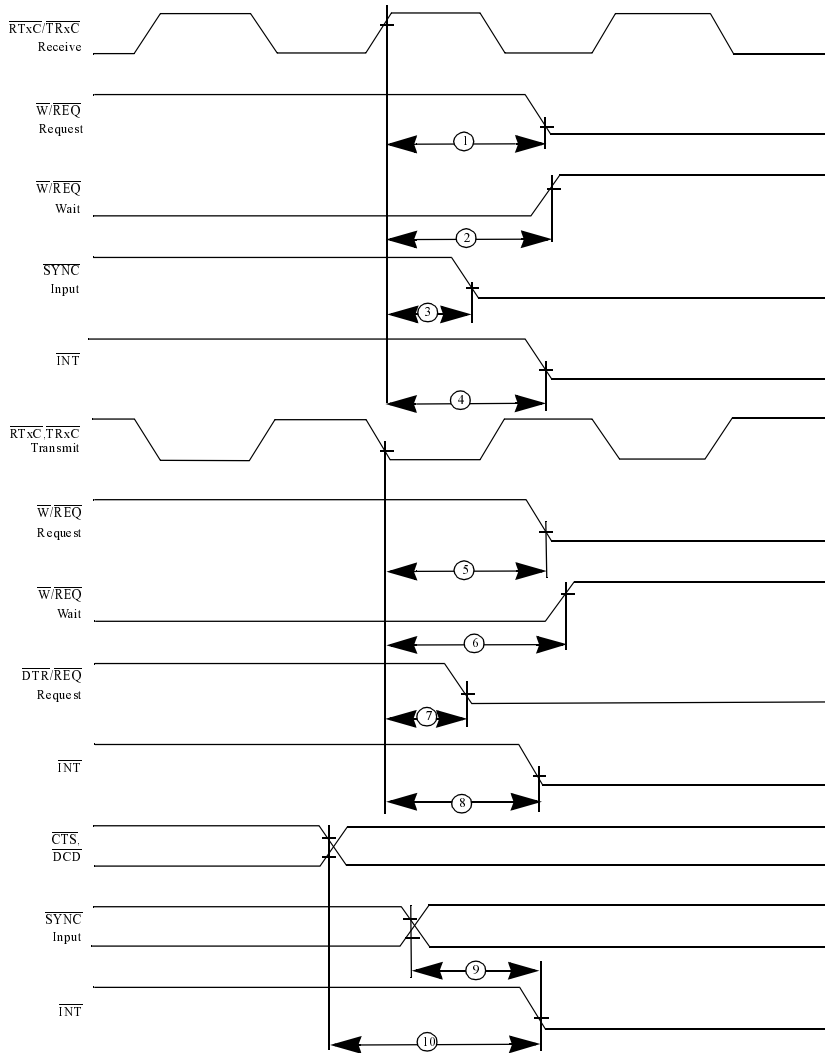 RTxC/TRxC
Receive
W/REQ
Request
1
W/REQ
Wait
2
SYNC
Input
3
INT
4
RTxC,TRxC
Transmit
W/REQ
Request
5
W/REQ
Wait
6
DTR/REQ
Request
7
INT
8
CTS,
DCD
SYNC
Input
9
INT
10